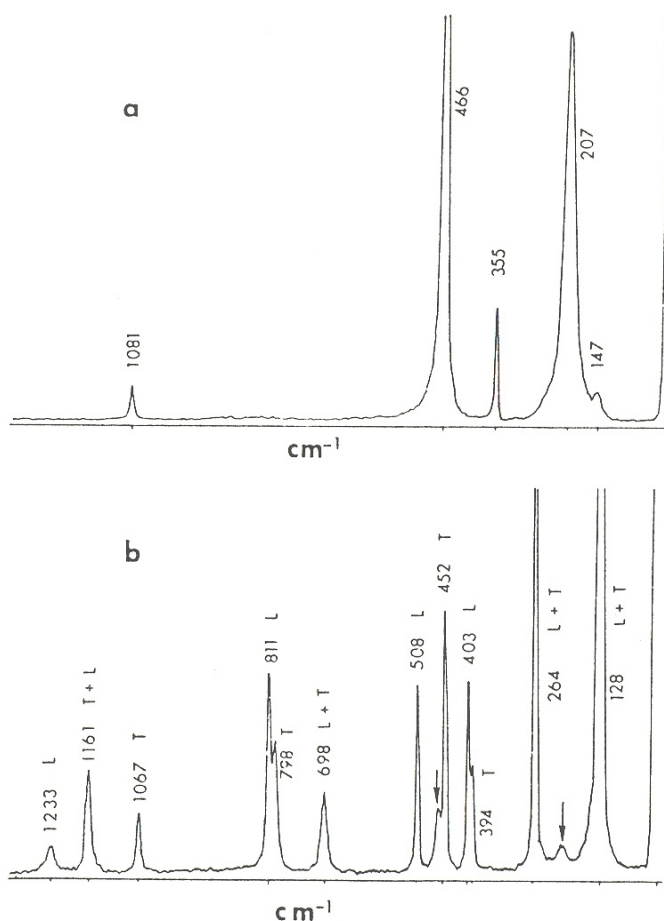 a
466
207
355
147
1081
cm⁻¹
b
452 T
811 L
508 L
403 L
264 L + T
128 L + T
1161 T + L
1233 L
1067 T
798 T
698 L + T
394 T
cm⁻¹